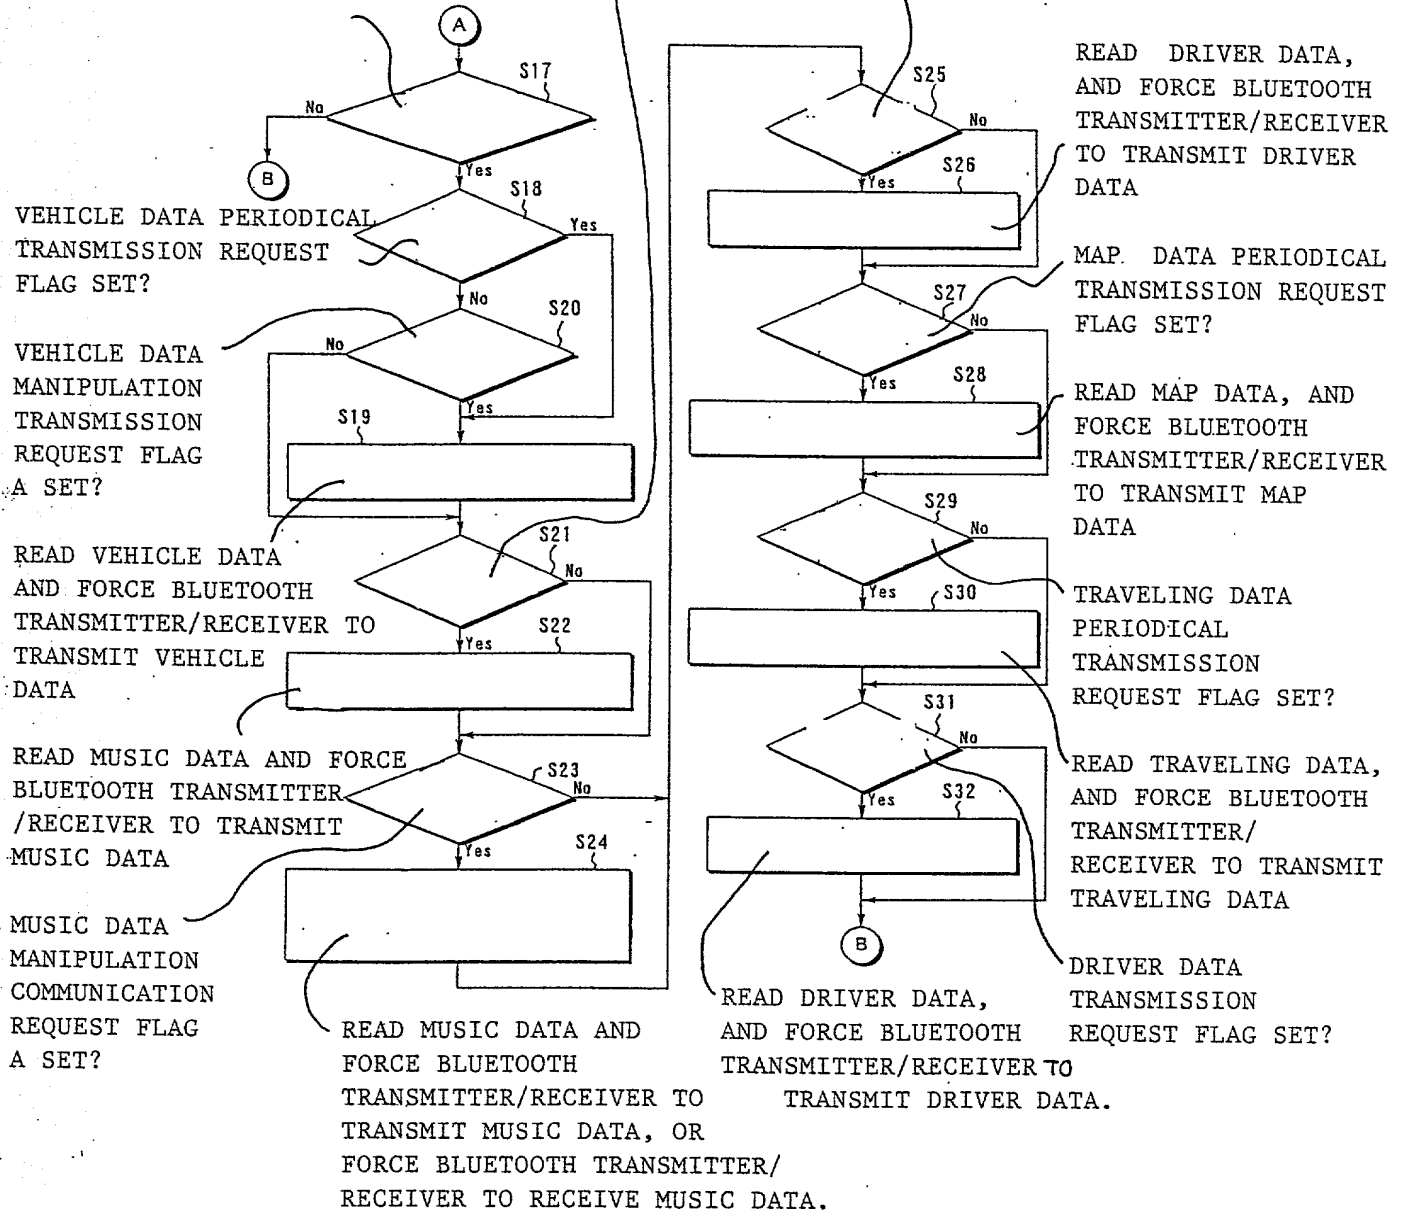 A
S17
No
B
Yes
S18
VEHICLE DATA PERIODICAL
TRANSMISSION REQUEST
FLAG SET?
Yes
No
S20
VEHICLE DATA
MANIPULATION
TRANSMISSION
REQUEST FLAG
A SET?
No
Yes
S19
READ VEHICLE DATA
AND FORCE BLUETOOTH
TRANSMITTER/RECEIVER TO
TRANSMIT VEHICLE
DATA
S21
No
Yes
S22
READ MUSIC DATA AND FORCE
BLUETOOTH TRANSMITTER
/RECEIVER TO TRANSMIT
MUSIC DATA
S23
No
Yes
S24
MUSIC DATA
MANIPULATION
COMMUNICATION
REQUEST FLAG
A SET?
READ MUSIC DATA AND
FORCE BLUETOOTH
TRANSMITTER/RECEIVER TO
TRANSMIT MUSIC DATA, OR
FORCE BLUETOOTH TRANSMITTER/
RECEIVER TO RECEIVE MUSIC DATA.
S25
No
Yes
S26
READ DRIVER DATA,
AND FORCE BLUETOOTH
TRANSMITTER/RECEIVER
TO TRANSMIT DRIVER
DATA
MAP DATA PERIODICAL
TRANSMISSION REQUEST
FLAG SET?
S27
No
Yes
S28
READ MAP DATA, AND
FORCE BLUETOOTH
TRANSMITTER/RECEIVER
TO TRANSMIT MAP
DATA
S29
No
Yes
S30
TRAVELING DATA
PERIODICAL
TRANSMISSION
REQUEST FLAG SET?
S31
No
Yes
S32
READ TRAVELING DATA,
AND FORCE BLUETOOTH
TRANSMITTER/
RECEIVER TO TRANSMIT
TRAVELING DATA
B
DRIVER DATA
TRANSMISSION
REQUEST FLAG SET?
READ DRIVER DATA,
AND FORCE BLUETOOTH
TRANSMITTER/RECEIVER TO
TRANSMIT DRIVER DATA.